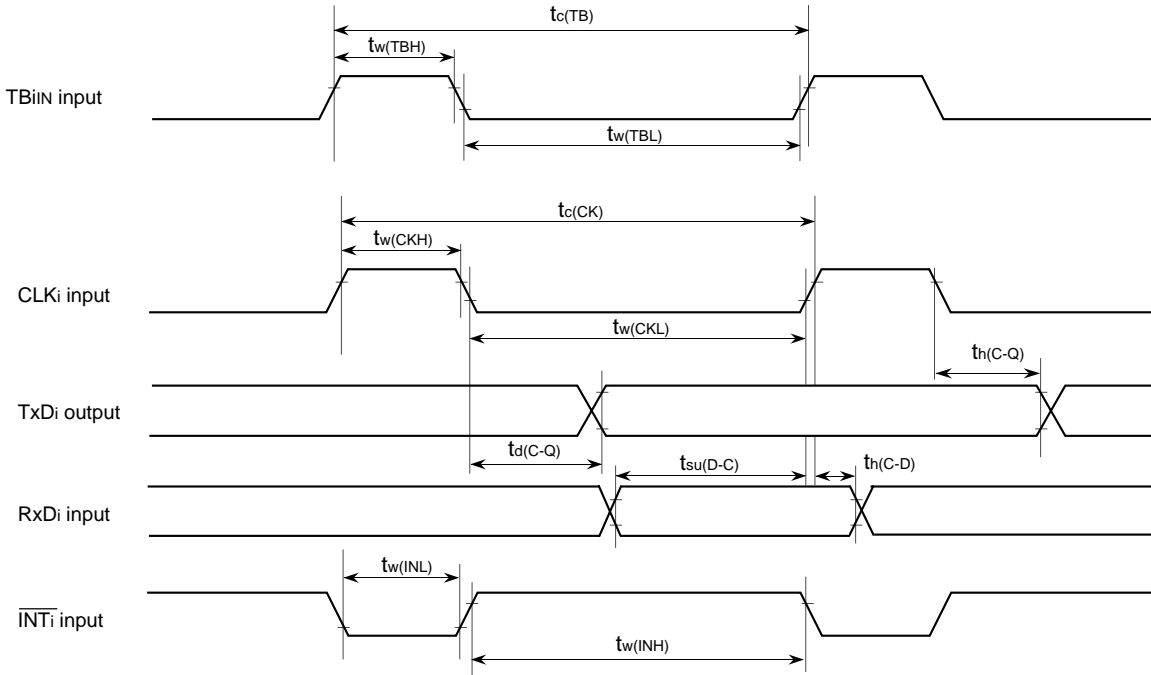 tc(TB)
tw(TBH)
TBiIN input
tw(TBL)
tc(CK)
tw(CKH)
CLKi input
tw(CKL)
th(C-Q)
TxDi output
td(C-Q)
tsu(D-C)
th(C-D)
RxDi input
tw(INL)
INTi input
tw(INH)